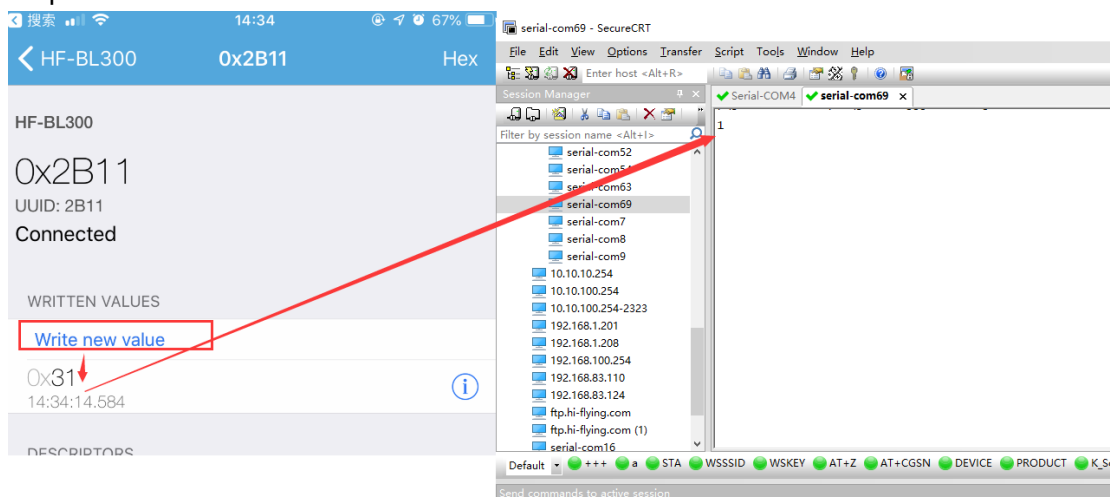 搜索 14:34 67%
HF-BL300 0x2B11 Hex
HF-BL300
0x2B11
UUID: 2B11
Connected
WRITTEN VALUES
Write new value
0x31
14:34:14.584
DESCRIPTORS
serial-com69 - SecureCRT
File Edit View Options Transfer Script Tools Window Help
Enter host <Alt+R>
Session Manager
Serial-COM4 serial-com69 x
Filter by session name <Alt+I>
1
serial-com52
serial-com54
serial-com63
serial-com69
serial-com7
serial-com8
serial-com9
10.10.10.254
10.10.100.254
10.10.100.254-2323
192.168.1.201
192.168.1.208
192.168.100.254
192.168.83.110
192.168.83.124
ftp.hi-flying.com
ftp.hi-flying.com (1)
serial-com16
Default +++ a STA WSSSID WSKEY AT+Z AT+CGSN DEVICE PRODUCT
Send commands to active session